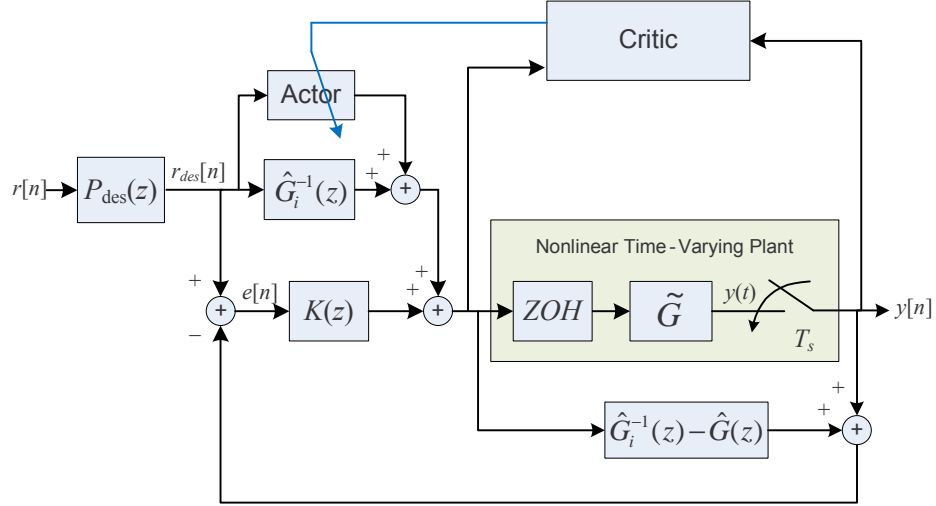 Critic
Actor
+
r[n]
P_des(z)
r_des[n]
Ĝ_i^{-1}(z)
+
+
+
+
Nonlinear Time-Varying Plant
+
e[n]
K(z)
+
+
ZOH
G̃
y(t)
T_s
y[n]
−
+
+
Ĝ_i^{-1}(z) − Ĝ(z)
+